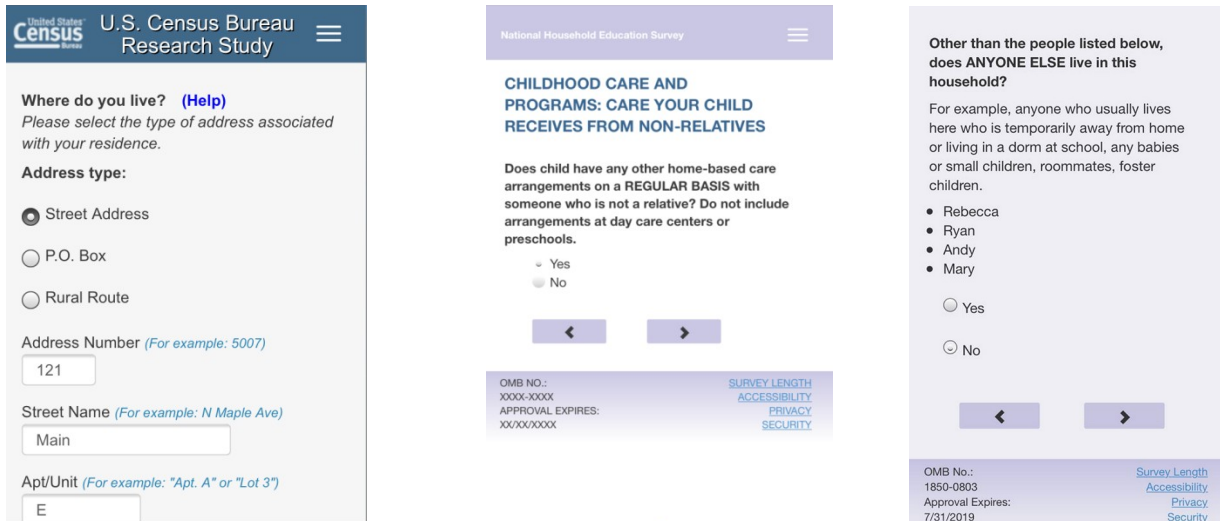 United States
Census
Bureau
U.S. Census Bureau
Research Study
Where do you live? (Help)
Please select the type of address associated
with your residence.
Address type:
Street Address
P.O. Box
Rural Route
Address Number (For example: 5007)
121
Street Name (For example: N Maple Ave)
Main
Apt/Unit (For example: "Apt. A" or "Lot 3")
E
National Household Education Survey
CHILDHOOD CARE AND
PROGRAMS: CARE YOUR CHILD
RECEIVES FROM NON-RELATIVES
Does child have any other home-based care
arrangements on a REGULAR BASIS with
someone who is not a relative? Do not include
arrangements at day care centers or
preschools.
Yes
No
OMB NO.: SURVEY LENGTH
XXXX-XXXX ACCESSIBILITY
APPROVAL EXPIRES: PRIVACY
XX/XX/XXXX SECURITY
Other than the people listed below,
does ANYONE ELSE live in this
household?
For example, anyone who usually lives
here who is temporarily away from home
or living in a dorm at school, any babies
or small children, roommates, foster
children.
• Rebecca
• Ryan
• Andy
• Mary
Yes
No
OMB No.: Survey Length
1850-0803 Accessibility
Approval Expires: Privacy
7/31/2019 Security